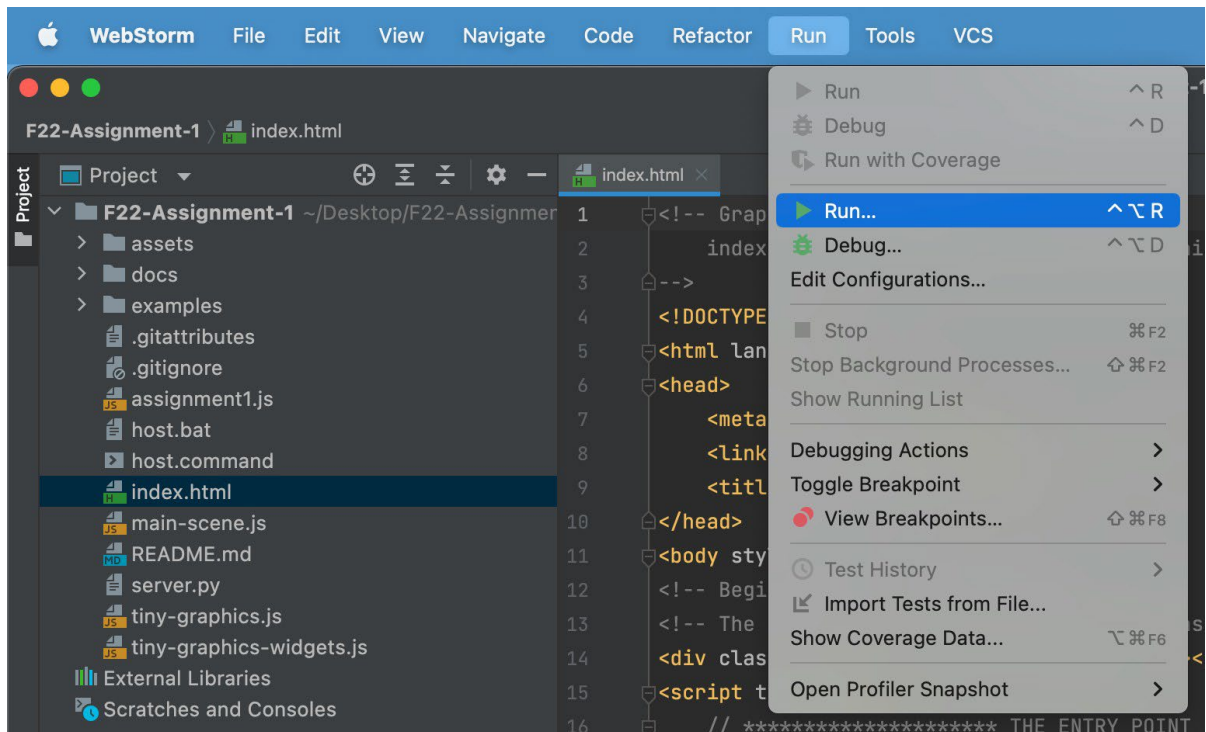 WebStorm File Edit View Navigate Code Refactor Run Tools VCS
F22-Assignment-1 〉 index.html
Project
Project
F22-Assignment-1 ~/Desktop/F22-Assignmer
assets
docs
examples
.gitattributes
.gitignore
JS assignment1.js
host.bat
host.command
H index.html
JS main-scene.js
MD README.md
server.py
JS tiny-graphics.js
JS tiny-graphics-widgets.js
External Libraries
Scratches and Consoles
index.html
1 <!-- Grap
2 index
3 -->
4 <!DOCTYPE
5 <html lan
6 <head>
7 <meta
8 <link
9 <titl
10 </head>
11 <body sty
12 <!-- Begi
13 <!-- The
14 <div clas
15 <script t
16 // ********************** THE ENTRY POINT
Run ^ R
Debug ^ D
Run with Coverage
Run... ^ ⌥ R
Debug... ^ ⌥ D
Edit Configurations...
Stop ⌘ F2
Stop Background Processes... ⇧ ⌘ F2
Show Running List
Debugging Actions
Toggle Breakpoint
View Breakpoints... ⇧ ⌘ F8
Test History
Import Tests from File...
Show Coverage Data... ⌥ ⌘ F6
Open Profiler Snapshot